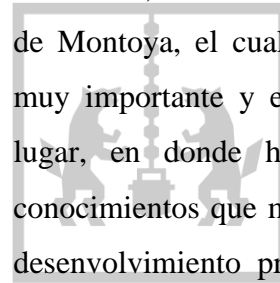 de Montoya, el cual
muy importante y e
lugar, en donde h
conocimientos que
desenvolvimiento pr